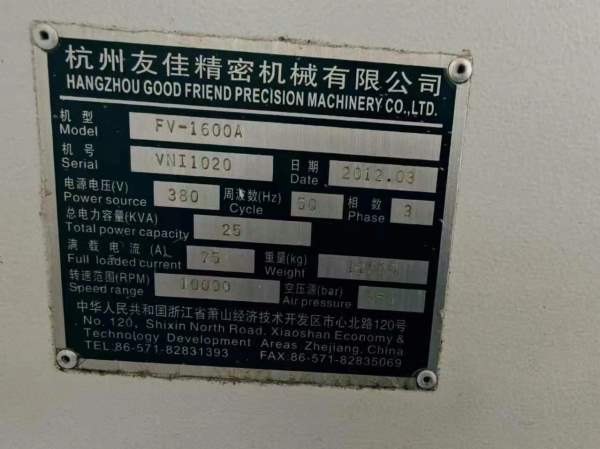 杭州友佳精密机械有限公司
HANGZHOU GOOD FRIEND PRECISION MACHINERY CO.,LTD.
机型 Model FV-1600A
机号 Serial VNI1020 日期 Date 2012.03
电源电压(V) Power source 380 周波数(Hz) Cycle 50 相数 Phase 3
总电力容量(KVA) Total power capacity 25
满载电流(A) Full loaded current 75 重量(kg) Weight
转速范围(RPM) Speed range 10000 空压源(bar) Air pressure
中华人民共和国浙江省萧山经济技术开发区市心北路120号
No. 120, Shixin North Road, Xiaoshan Economy &
Technology Development Areas Zhejiang, China
TEL:86-571-82831393 FAX:86-571-82835069